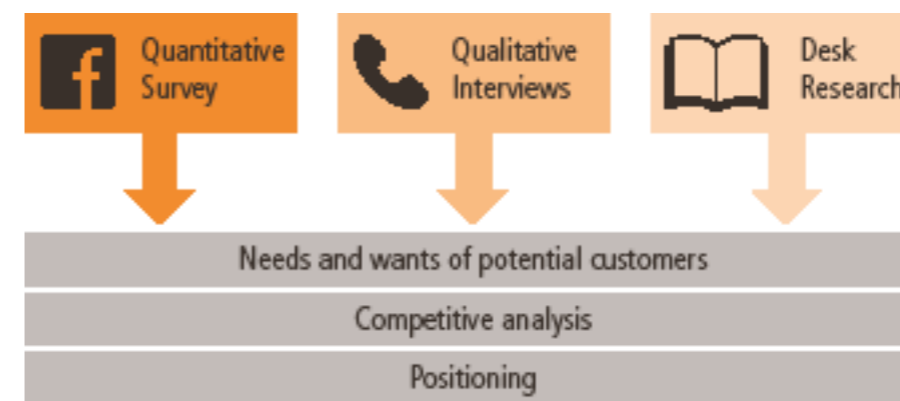 Quantitative
Survey
Qualitative
Interviews
Desk
Research
Needs and wants of potential customers
Competitive analysis
Positioning